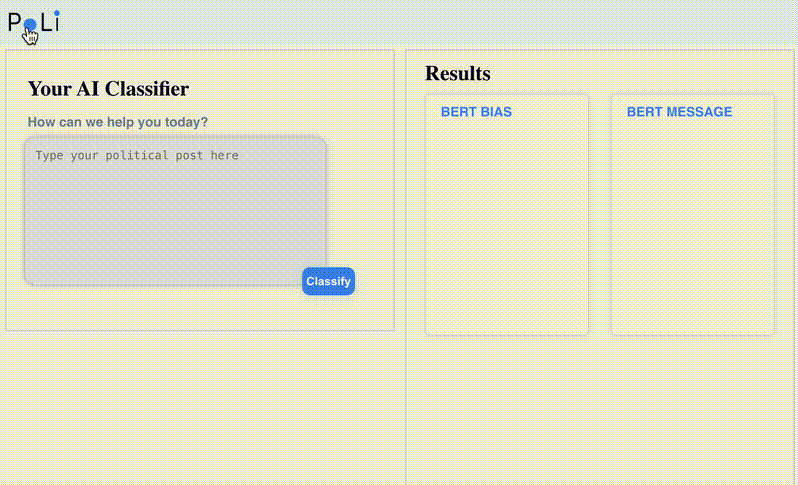 PoLi
Your AI Classifier
How can we help you today?
Type your political post here
Classify
Results
BERT BIAS
BERT MESSAGE